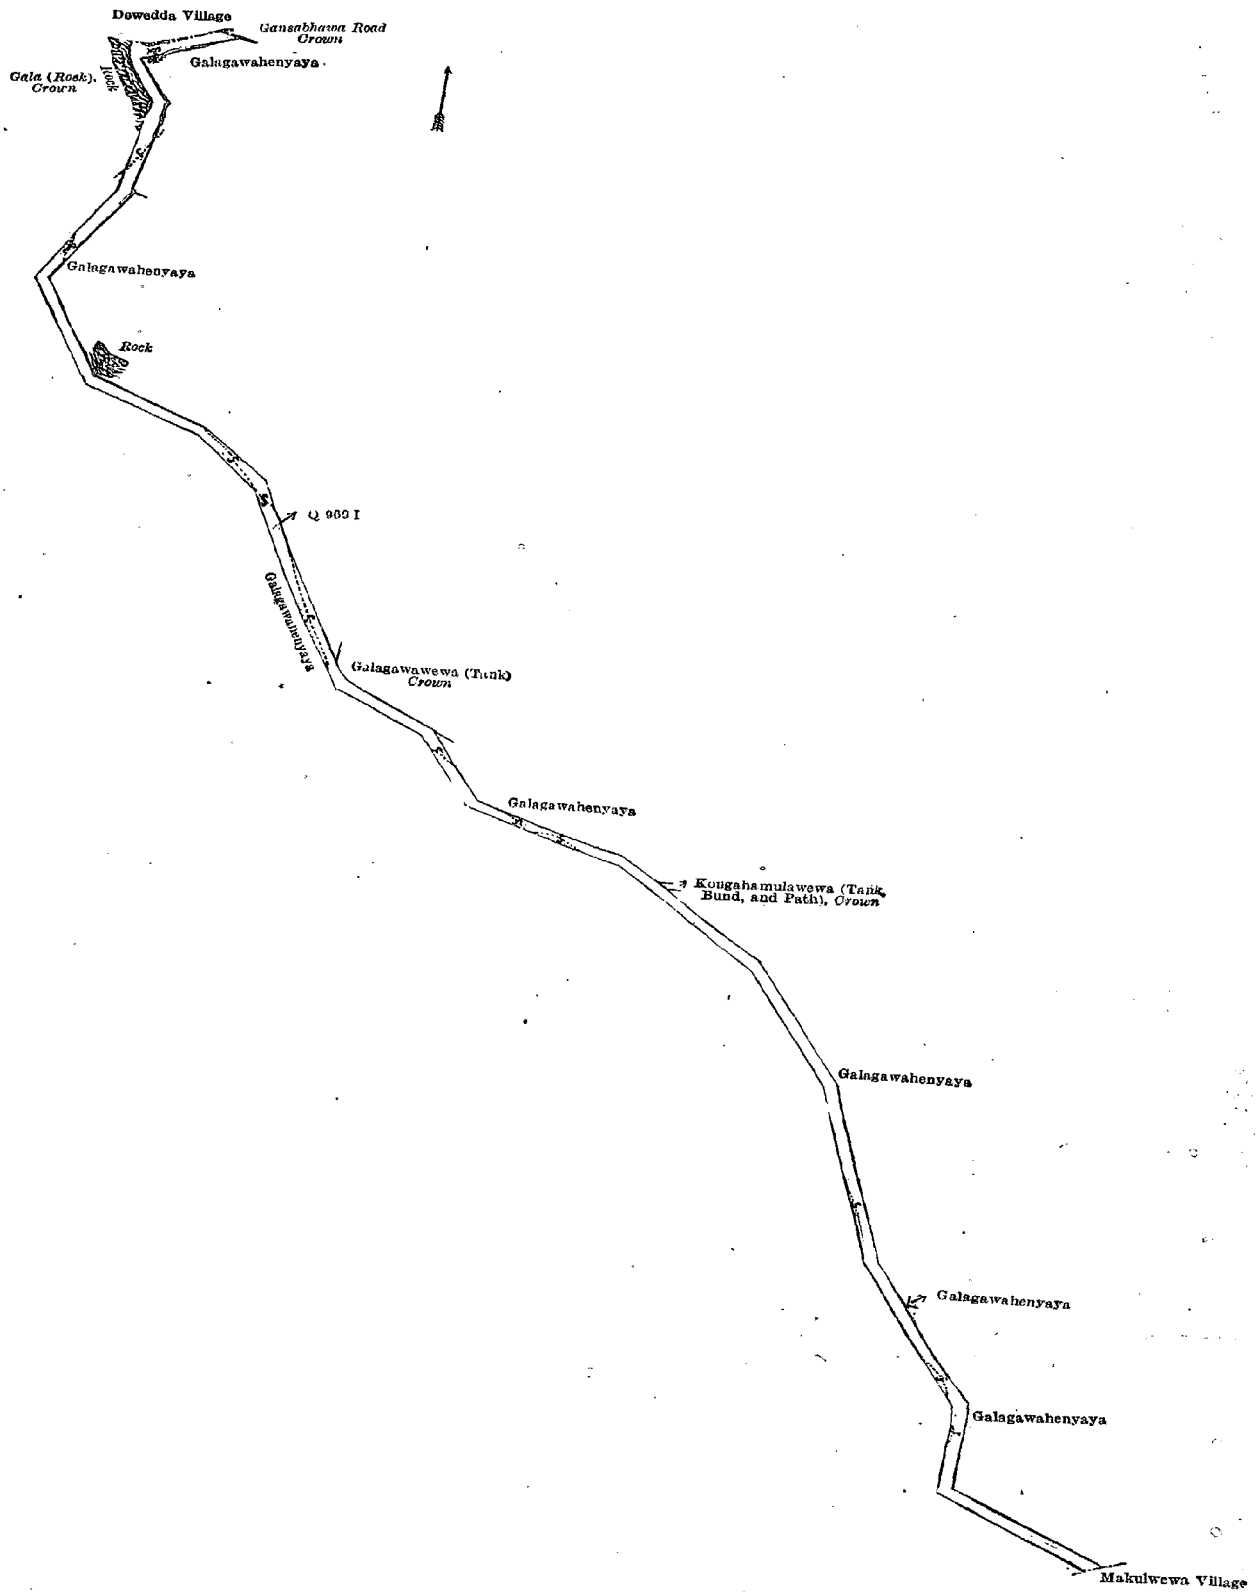 Dewedda Village
Gansabhawa Road
Crown
Galagawahenyaya.
Gala (Rock),
Crown
Rock
Galagawahenyaya
Rock
Q 960 I
Galagawahenyaya
Galagawawewa (Tank)
Crown
Galagawahenyaya
Kongahamulawewa (Tank,
Bund, and Path), Crown
Galagawahenyaya
Galagawahenyaya
Galagawahenyaya
Makulwewa Village